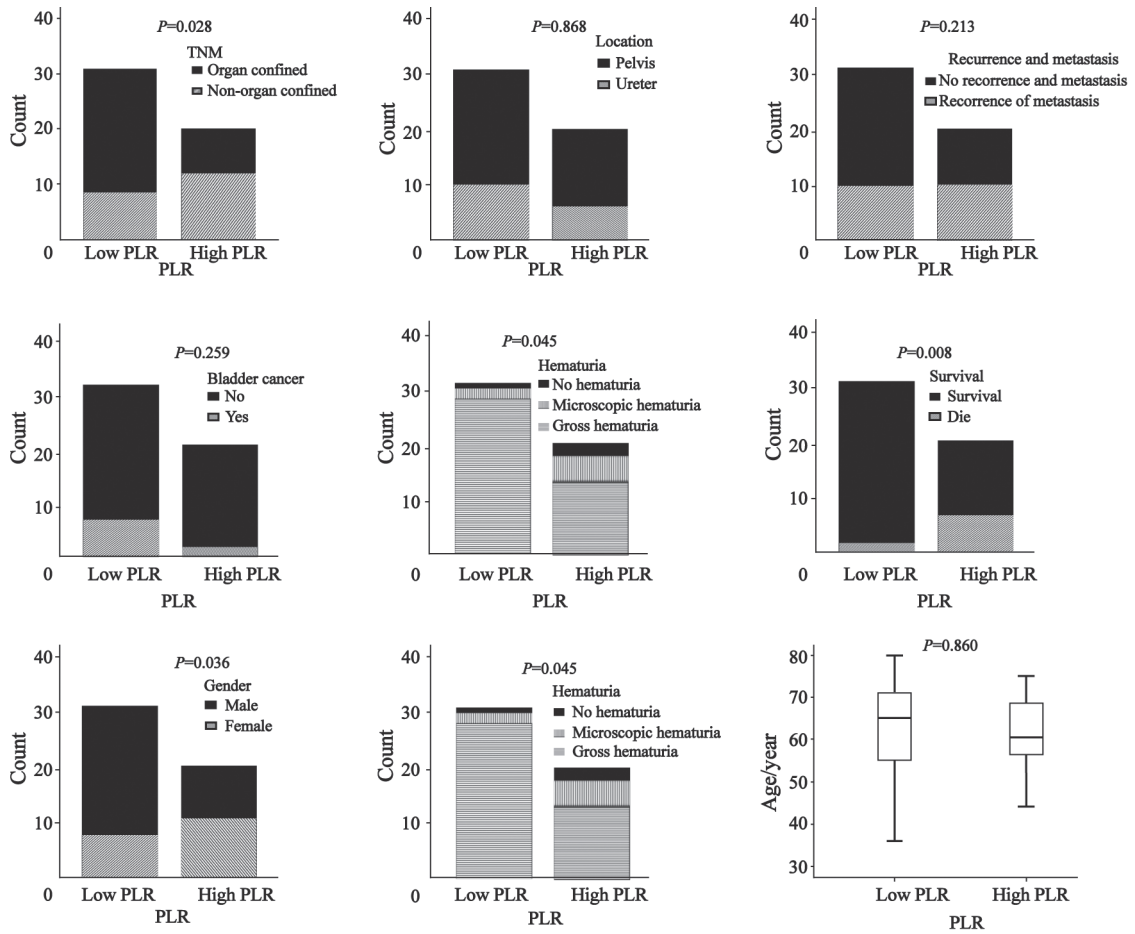 40
30
20
10
0
Count
P=0.028
TNM
Organ confined
Non-organ confined
Low PLR
High PLR
PLR
40
30
20
10
0
Count
P=0.868
Location
Pelvis
Ureter
Low PLR
High PLR
PLR
40
30
20
10
0
Count
P=0.213
Recurrence and metastasis
No recorrence and metastasis
Recorrence of metastasis
Low PLR
High PLR
PLR
40
30
20
10
0
Count
P=0.259
Bladder cancer
No
Yes
Low PLR
High PLR
PLR
40
30
20
10
0
Count
P=0.045
Hematuria
No hematuria
Microscopic hematuria
Gross hematuria
Low PLR
High PLR
PLR
40
30
20
10
0
Count
P=0.008
Survival
Survival
Die
Low PLR
High PLR
PLR
40
30
20
10
0
Count
P=0.036
Gender
Male
Female
Low PLR
High PLR
PLR
40
30
20
10
0
Count
P=0.045
Hematuria
No hematuria
Microscopic hematuria
Gross hematuria
Low PLR
High PLR
PLR
80
70
60
50
40
30
Age/year
P=0.860
Low PLR
High PLR
PLR